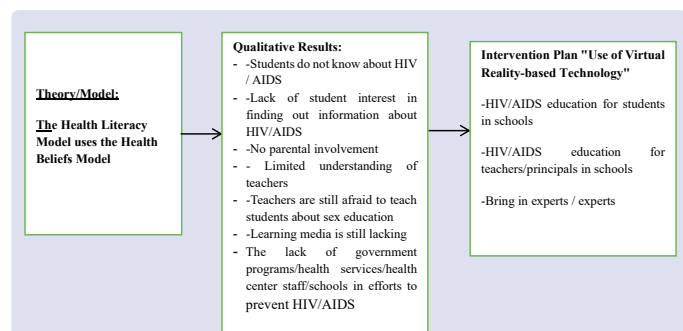 Theory/Model:
The Health Literacy
Model uses the Health
Beliefs Model
Qualitative Results:
- -Students do not know about HIV
/ AIDS
- -Lack of student interest in
finding out information about
HIV/AIDS
- -No parental involvement
- - Limited understanding of
teachers
- -Teachers are still afraid to teach
students about sex education
- -Learning media is still lacking
- The lack of government
programs/health services/health
center staff/schools in efforts to
prevent HIV/AIDS
Intervention Plan "Use of Virtual
Reality-based Technology"
-HIV/AIDS education for students
in schools
-HIV/AIDS education for
teachers/principals in schools
-Bring in experts / experts